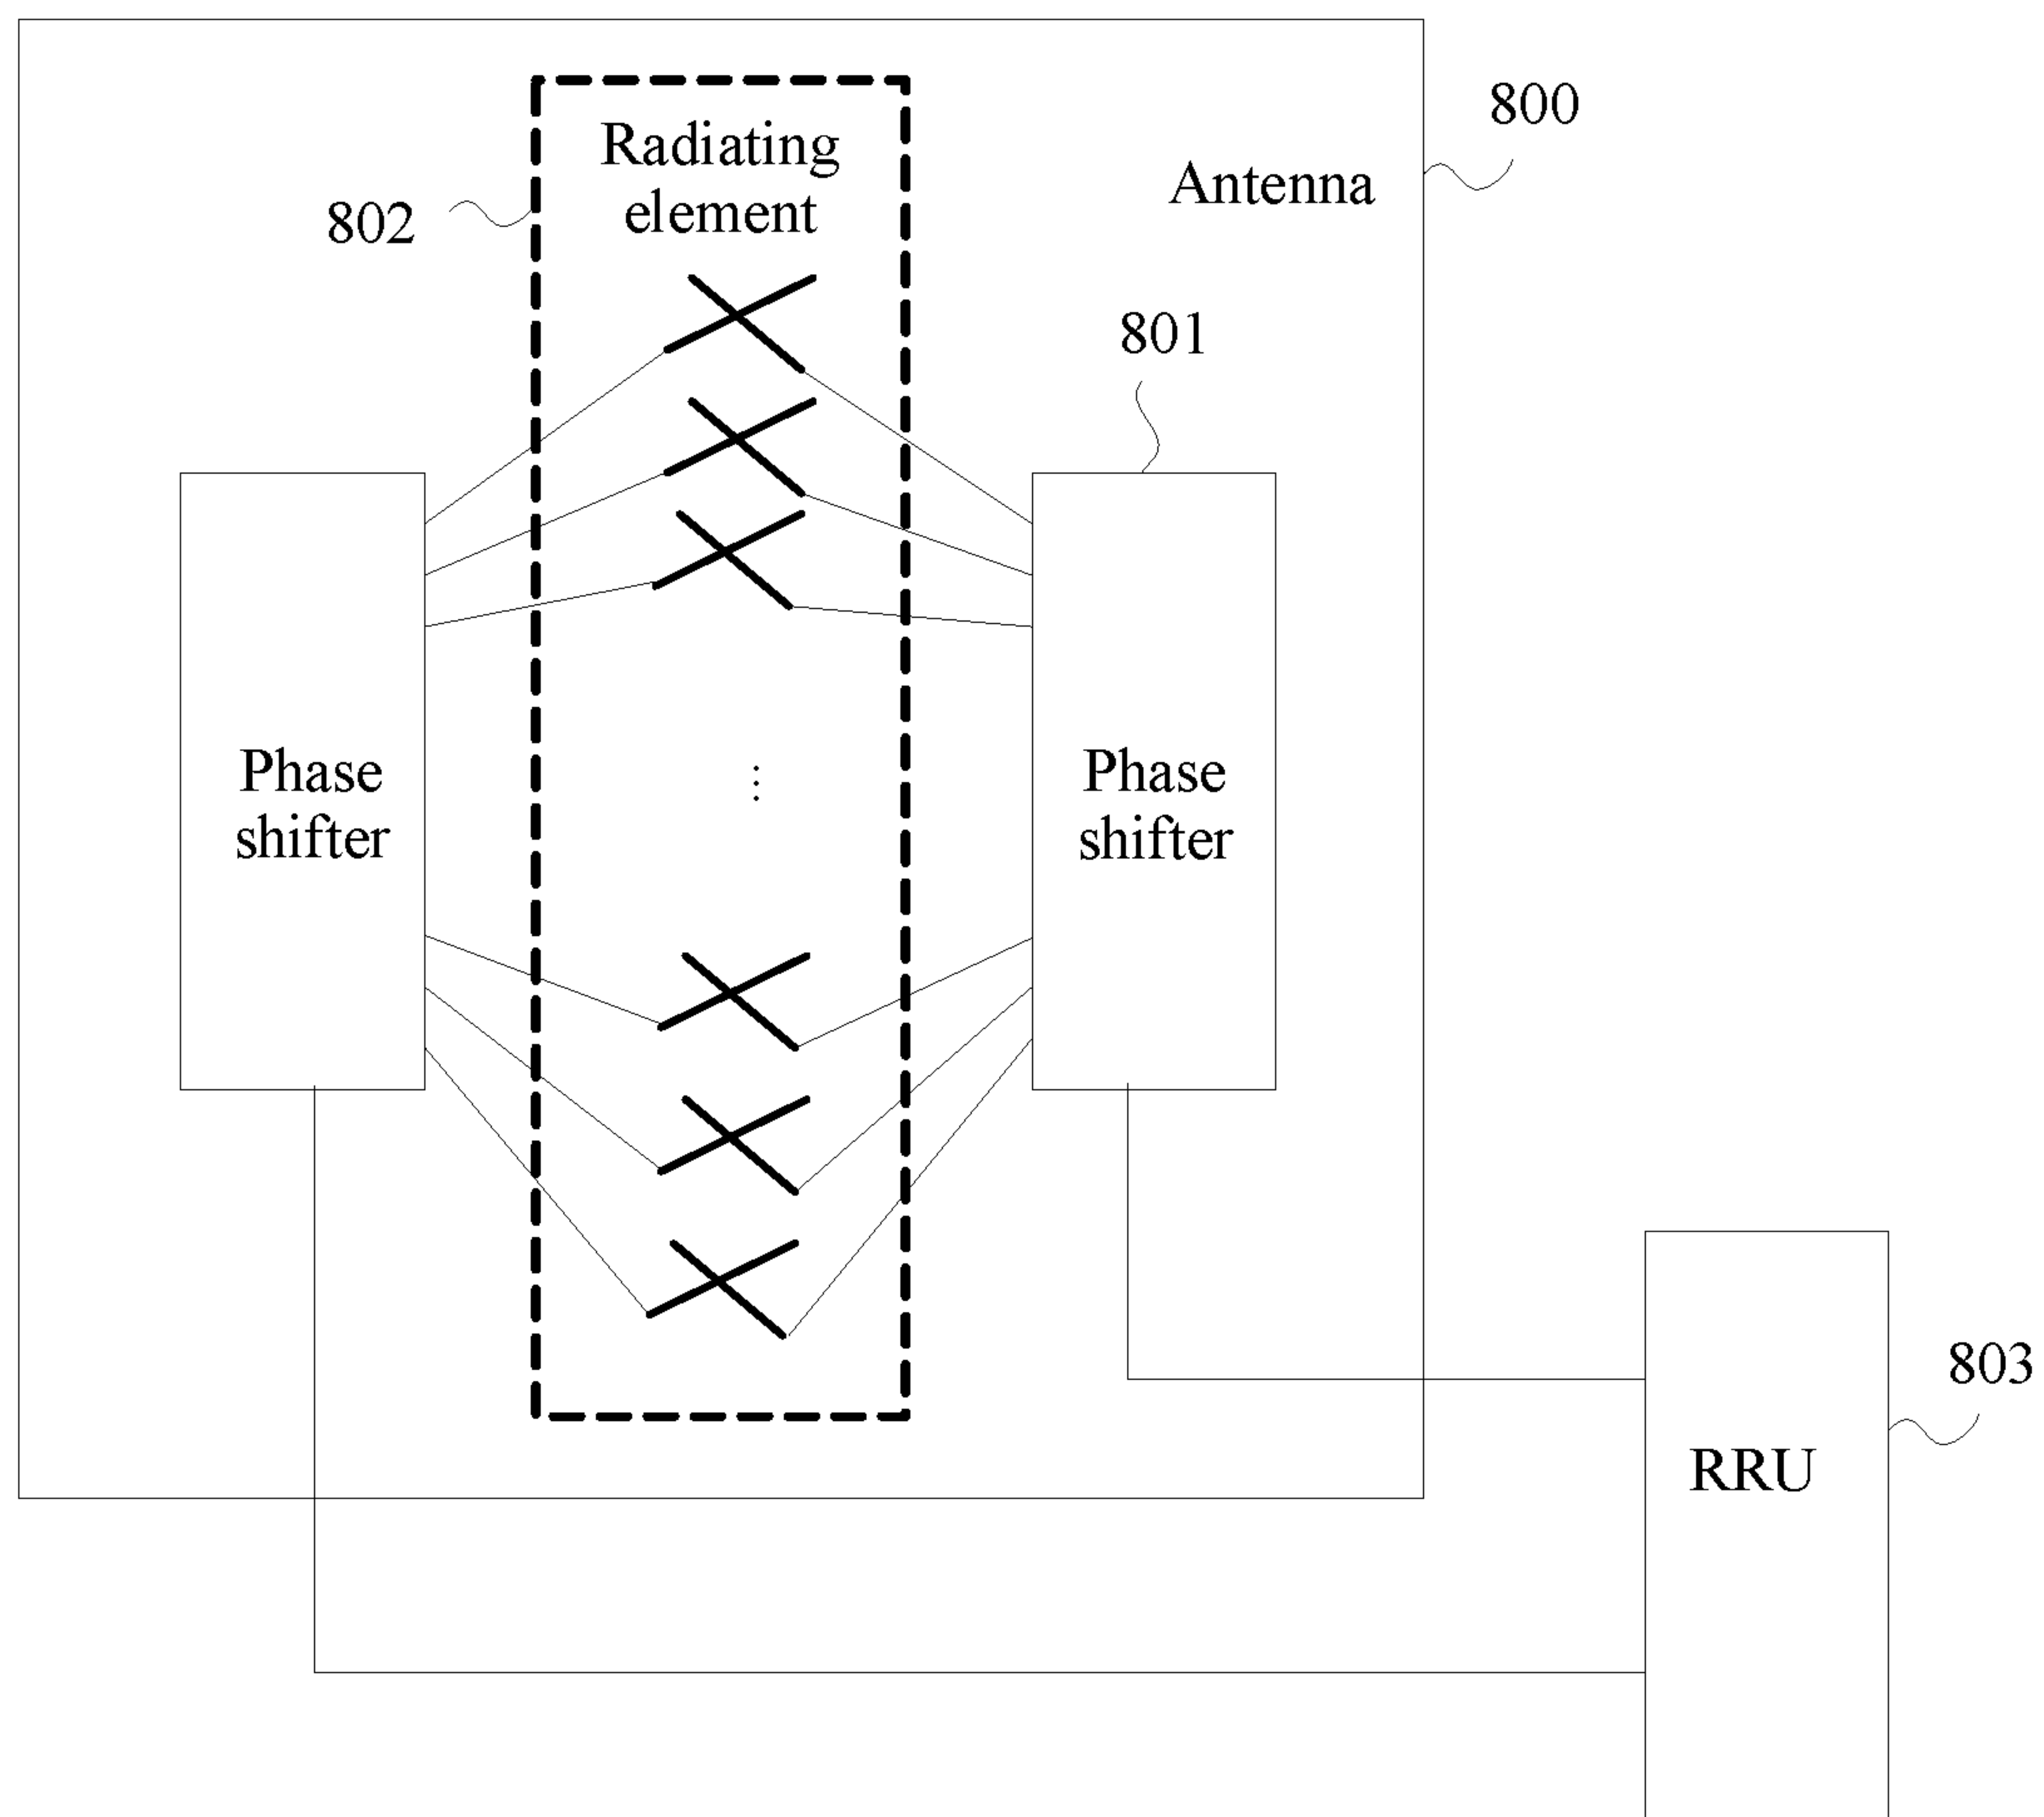 800
Radiating
element
Antenna
802
801
Phase
shifter
⋮
Phase
shifter
803
RRU